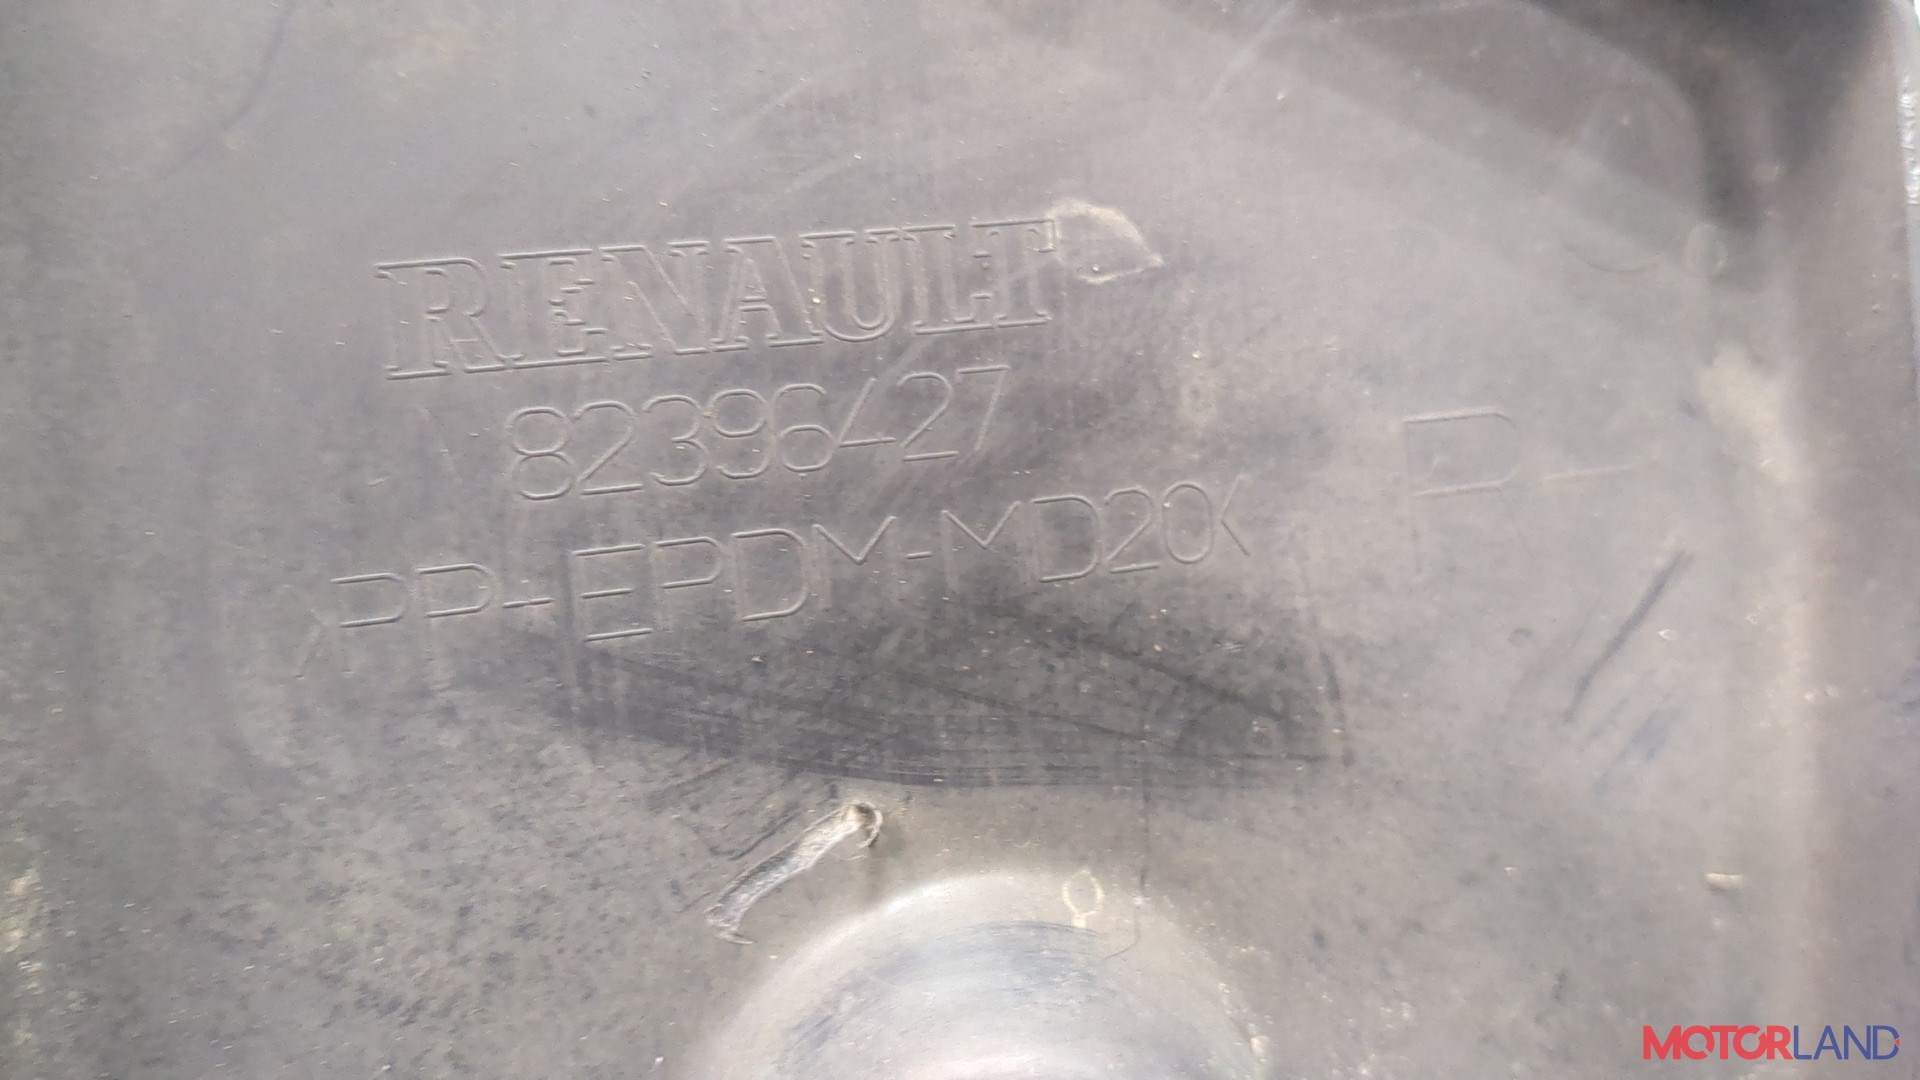 RENAULT
82396427
>PP-EPDM-MD20<
P-
MOTORLAND